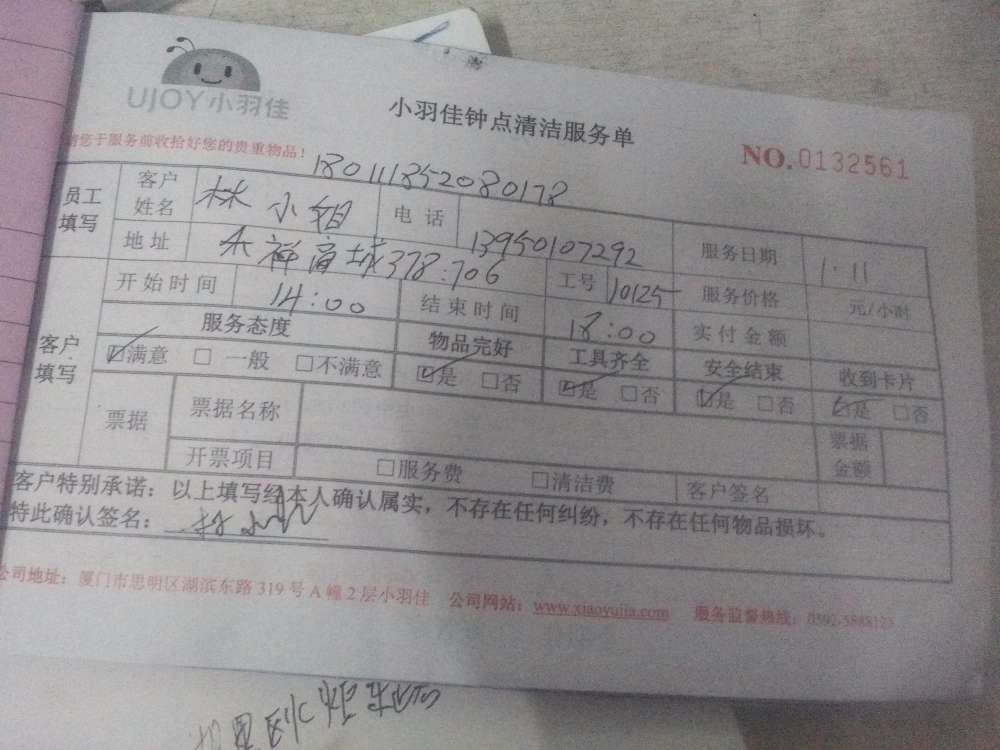 UJOY小羽佳
小羽佳钟点清洁服务单
请您于服务前收拾好您的贵重物品！
NO.0132561
180111852080178
员工填写 客户姓名 林小姐 电话 13950107292 服务日期 1.11
地址 禾祥商城378:706 工号 10125 服务价格 元/小时
客户填写 开始时间 14:00 结束时间 18:00 实付金额
服务态度 物品完好 工具齐全 安全结束 收到卡片
☑满意 □一般 □不满意 ☑是 □否 ☑是 □否 ☑是 □否 ☑是 □否
票据 票据名称 票据金额
开票项目 □服务费 □清洁费 客户签名
客户特别承诺：以上填写经本人确认属实，不存在任何纠纷，不存在任何物品损坏。
特此确认签名：
公司地址：厦门市思明区湖滨东路319号A幢2层小羽佳 公司网站：www.xiaoyujia.com 服务监督热线：0592-5888123